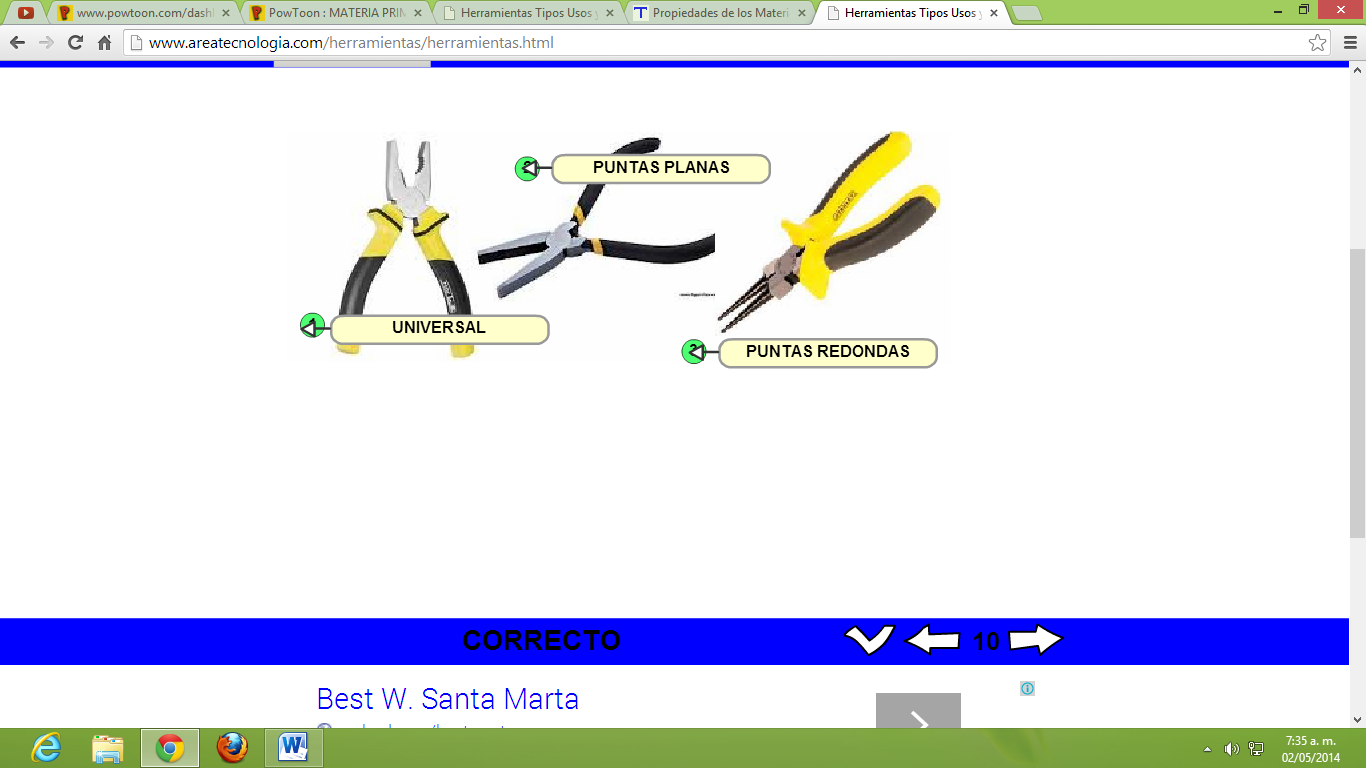 www.powtoon.com/dashl
PowToon : MATERIA PRIM
Herramientas Tipos Usos y
Propiedades de los Materi
Herramientas Tipos Usos y
www.areatecnologia.com/herramientas/herramientas.html
PUNTAS PLANAS
UNIVERSAL
PUNTAS REDONDAS
CORRECTO
10
Best W. Santa Marta
7:35 a. m.
02/05/2014